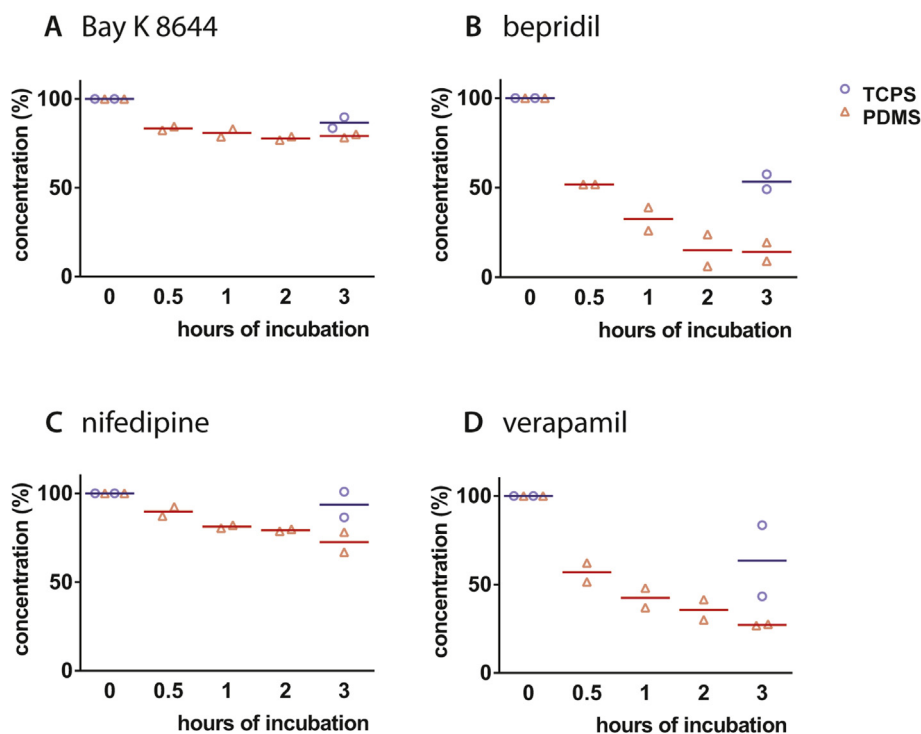 A Bay K 8644
concentration (%)
100
50
0
0 0.5 1 2 3
hours of incubation
B bepridil
concentration (%)
100
50
0
0 0.5 1 2 3
hours of incubation
TCPS
PDMS
C nifedipine
concentration (%)
100
50
0
0 0.5 1 2 3
hours of incubation
D verapamil
concentration (%)
100
50
0
0 0.5 1 2 3
hours of incubation